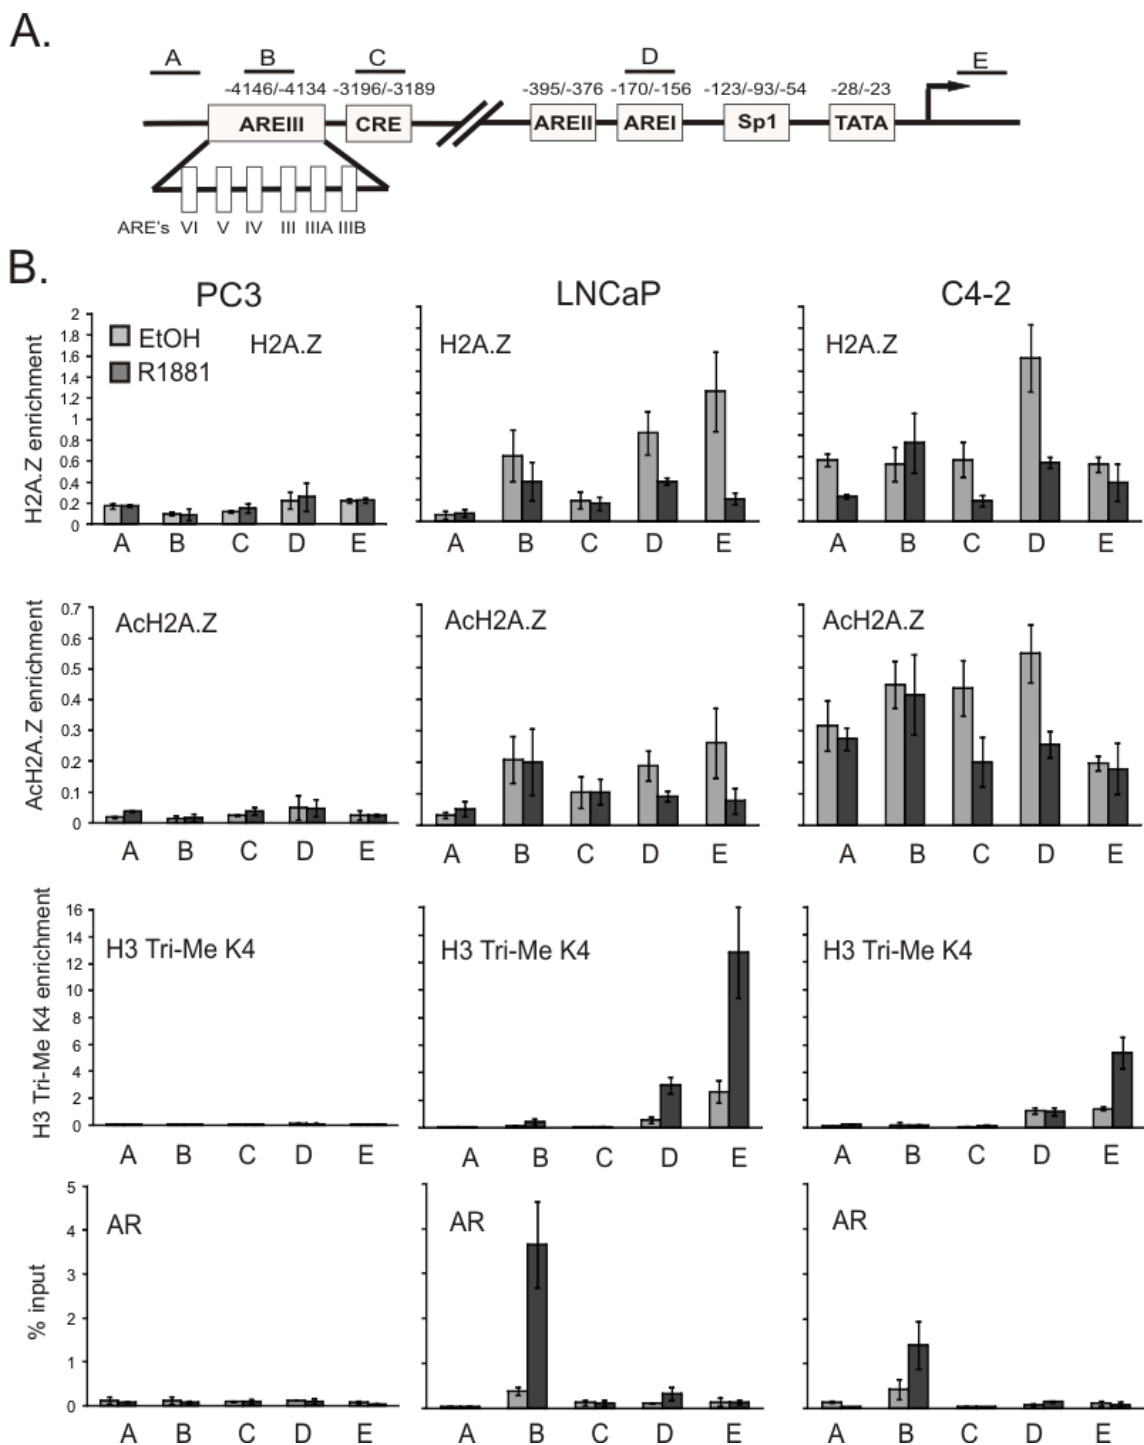 A.
A B C D E
-4146/-4134 -3196/-3189 -395/-376 -170/-156 -123/-93/-54 -28/-23
AREIII CRE AREII AREI Sp1 TATA
ARE's VI V IV III IIIA IIIB
B.
PC3 LNCaP C4-2
H2A.Z enrichment
2
1.8
1.6
1.4
1.2
1
0.8
0.6
0.4
0.2
0
EtOH
R1881
H2A.Z
A B C D E
H2A.Z
A B C D E
H2A.Z
A B C D E
AcH2A.Z enrichment
0.7
0.6
0.5
0.4
0.3
0.2
0.1
0
AcH2A.Z
A B C D E
AcH2A.Z
A B C D E
AcH2A.Z
A B C D E
H3 Tri-Me K4 enrichment
16
14
12
10
8
6
4
2
0
H3 Tri-Me K4
A B C D E
H3 Tri-Me K4
A B C D E
H3 Tri-Me K4
A B C D E
% input
5
4
3
2
1
0
AR
A B C D E
AR
A B C D E
AR
A B C D E